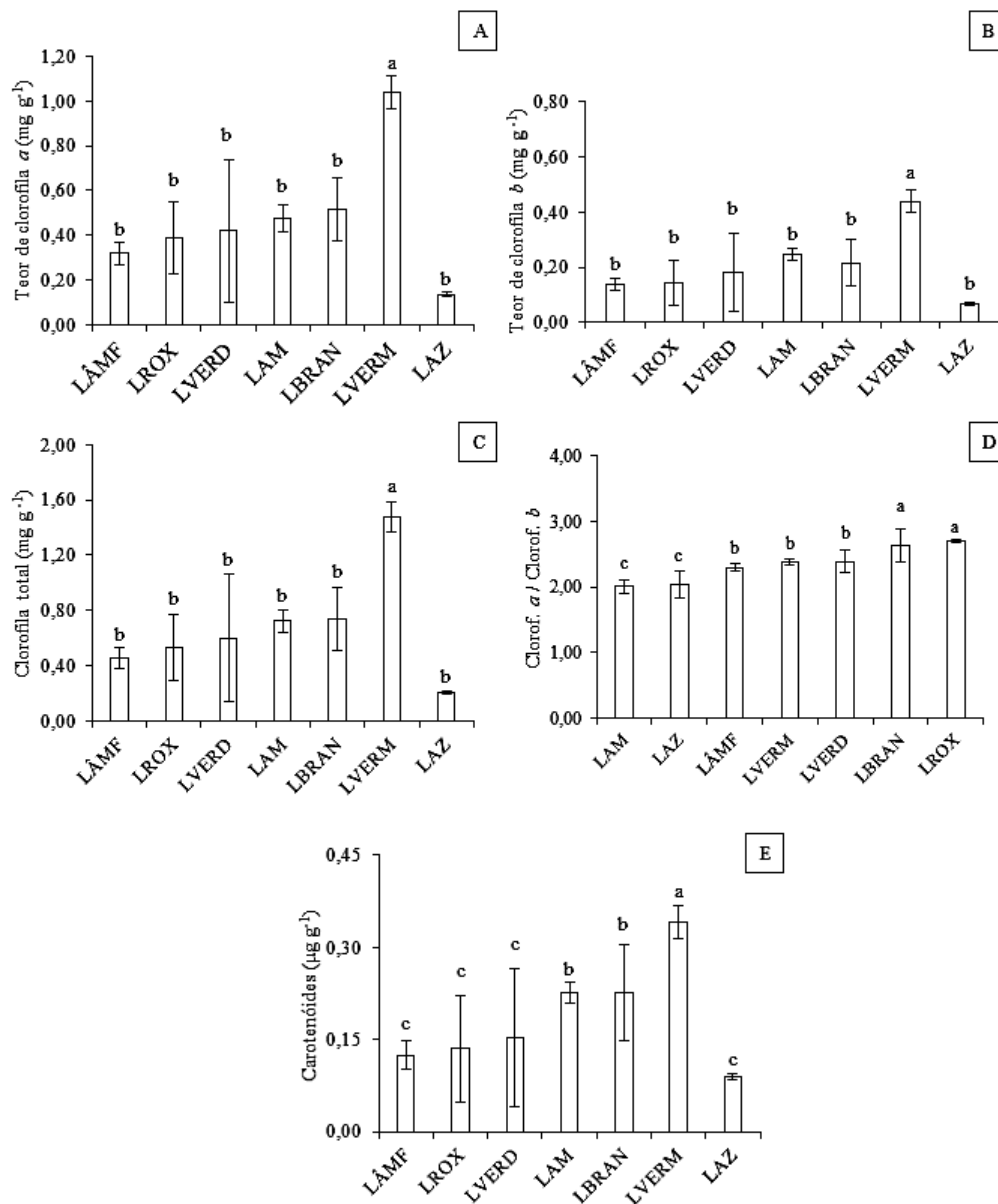 A
Teor de clorofila a (mg g-1)
1,20
1,00
0,80
0,60
0,40
0,20
0,00
b b b b b a b
LÂMF LROX LVERD LAM LBRAN LVERM LAZ
B
Teor de clorofila b (mg g-1)
0,80
0,60
0,40
0,20
0,00
b b b b b a b
LÂMF LROX LVERD LAM LBRAN LVERM LAZ
C
Clorofila total (mg g-1)
2,00
1,60
1,20
0,80
0,40
0,00
b b b b b a b
LÂMF LROX LVERD LAM LBRAN LVERM LAZ
D
Clorof. a / Clorof. b
4,00
3,00
2,00
1,00
0,00
c c b b b a a
LAM LAZ LÂMF LVERM LVERD LBRAN LROX
E
Carotenóides (µg g-1)
0,45
0,30
0,15
0,00
c c c b b a c
LÂMF LROX LVERD LAM LBRAN LVERM LAZ